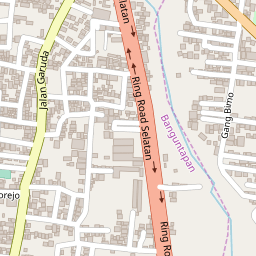 Selatan
Jalan Garuda
Ring Road Selatan
Banguntapan
Gang Bimo
orejo
Ring Ro